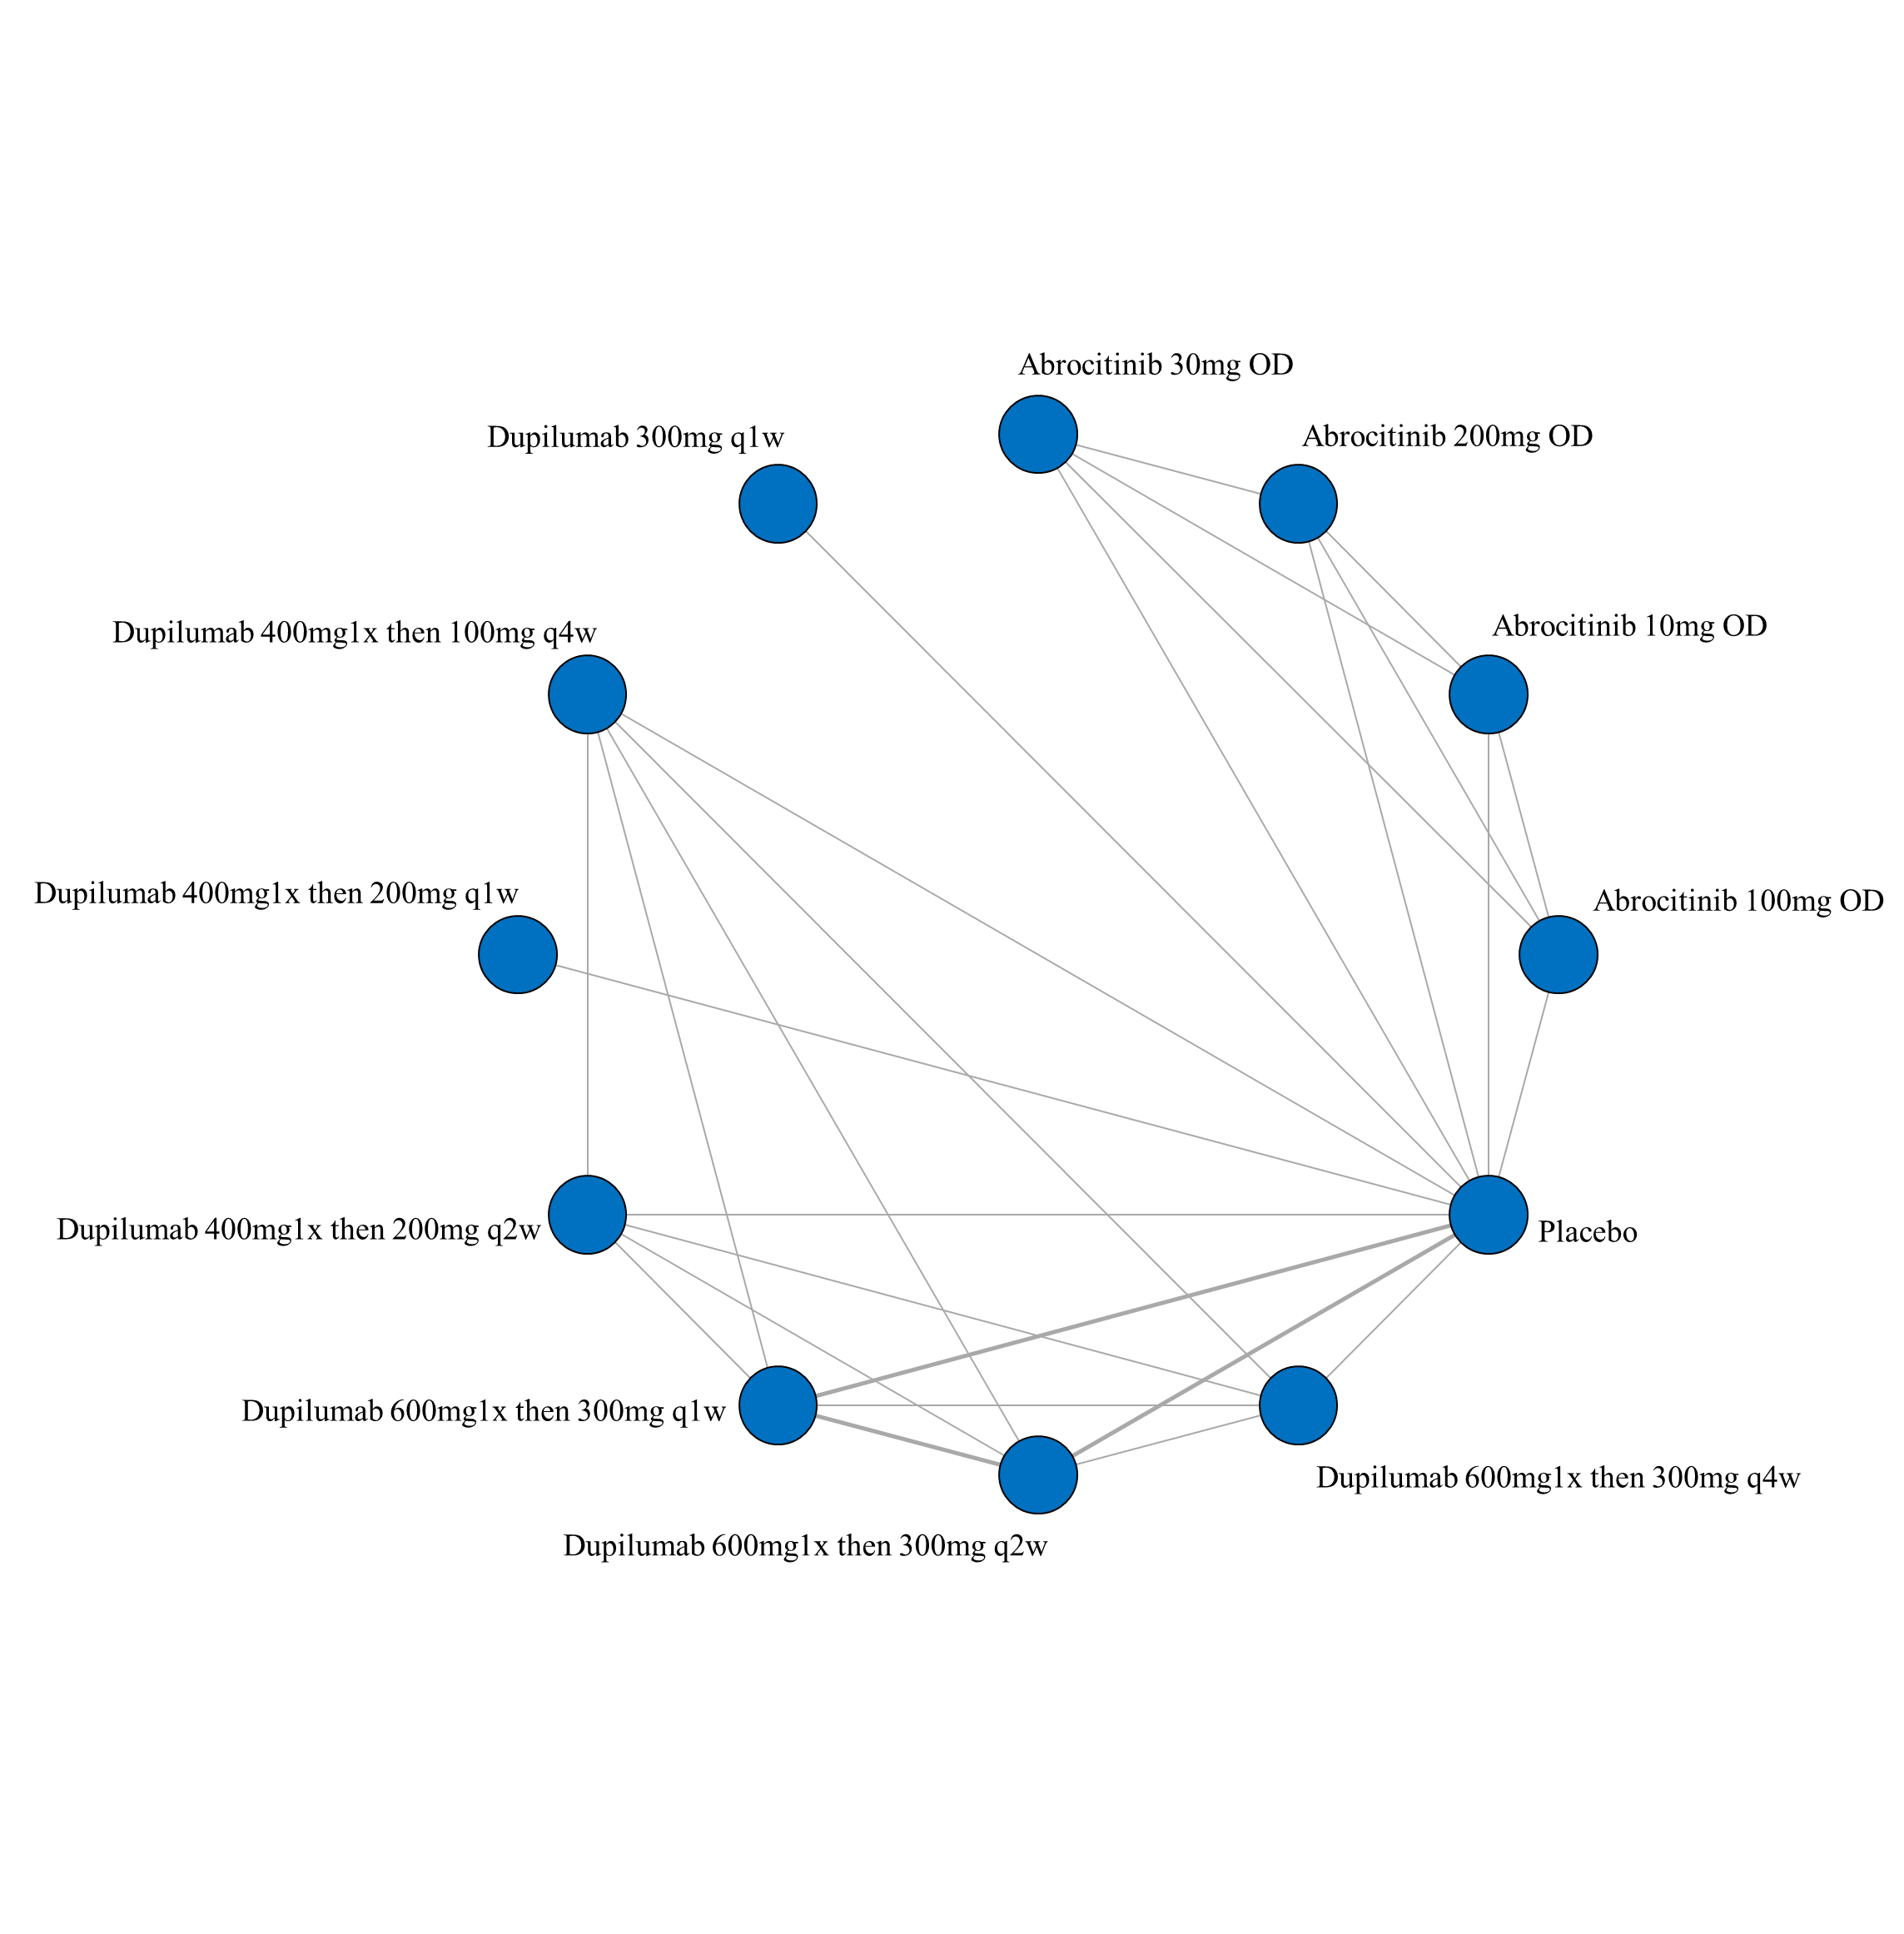 Abrocitinib 30mg OD
Abrocitinib 200mg OD
Dupilumab 300mg q1w
Abrocitinib 10mg OD
Dupilumab 400mg1x then 100mg q4w
Dupilumab 400mg1x then 200mg q1w
Abrocitinib 100mg OD
Dupilumab 400mg1x then 200mg q2w
Placebo
Dupilumab 600mg1x then 300mg q1w
Dupilumab 600mg1x then 300mg q4w
Dupilumab 600mg1x then 300mg q2w